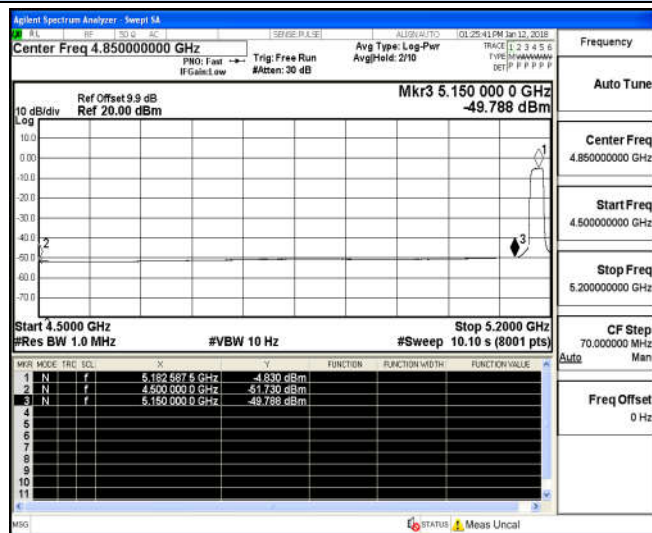 Agilent Spectrum Analyzer - Swept SA
RL RF 50 Ω AC SENSE:PULSE ALIGN AUTO 01:25:41 PM Jan 12, 2018
Center Freq 4.850000000 GHz
PNO: Fast
IFGain:Low
Trig: Free Run
#Atten: 30 dB
Avg Type: Log-Pwr
Avg|Hold: 2/10
TRACE 1 2 3 4 5 6
TYPE MWWWWW
DET P P P P P P
Mkr3 5.150 000 0 GHz
-49.788 dBm
Ref Offset 9.9 dB
Ref 20.00 dBm
10 dB/div
Log
10.0
0.00
-10.0
-20.0
-30.0
-40.0
-50.0
-60.0
-70.0
1
2
3
Start 4.5000 GHz
Stop 5.2000 GHz
#Res BW 1.0 MHz
#VBW 10 Hz
#Sweep 10.10 s (8001 pts)
MKR MODE TRC SCL X Y FUNCTION FUNCTION WIDTH FUNCTION VALUE
1 N f 5.182 587 5 GHz -4.830 dBm
2 N f 4.500 000 0 GHz -51.730 dBm
3 N f 5.150 000 0 GHz -49.788 dBm
4
5
6
7
8
9
10
11
MSG
STATUS
Meas Uncal
Frequency
Auto Tune
Center Freq
4.850000000 GHz
Start Freq
4.500000000 GHz
Stop Freq
5.200000000 GHz
CF Step
70.000000 MHz
Auto Man
Freq Offset
0 Hz